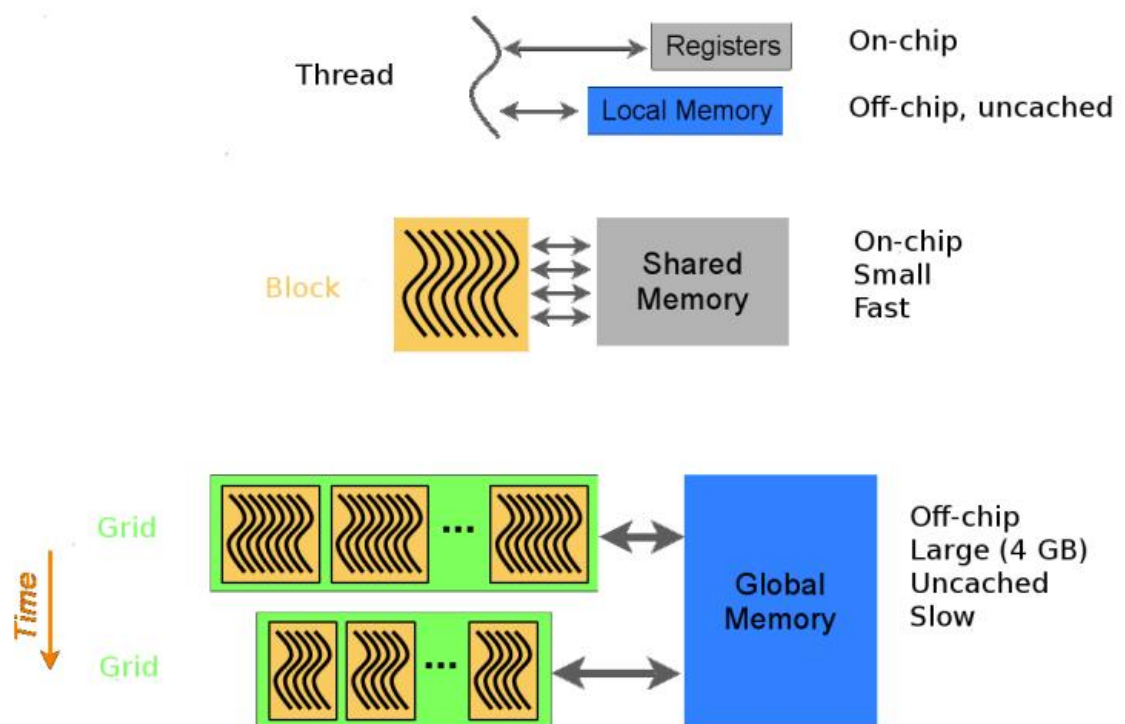 Thread
Registers
On-chip
Local Memory
Off-chip, uncached
Block
Shared
Memory
On-chip
Small
Fast
Grid
Grid
Time
...
...
Global
Memory
Off-chip
Large (4 GB)
Uncached
Slow